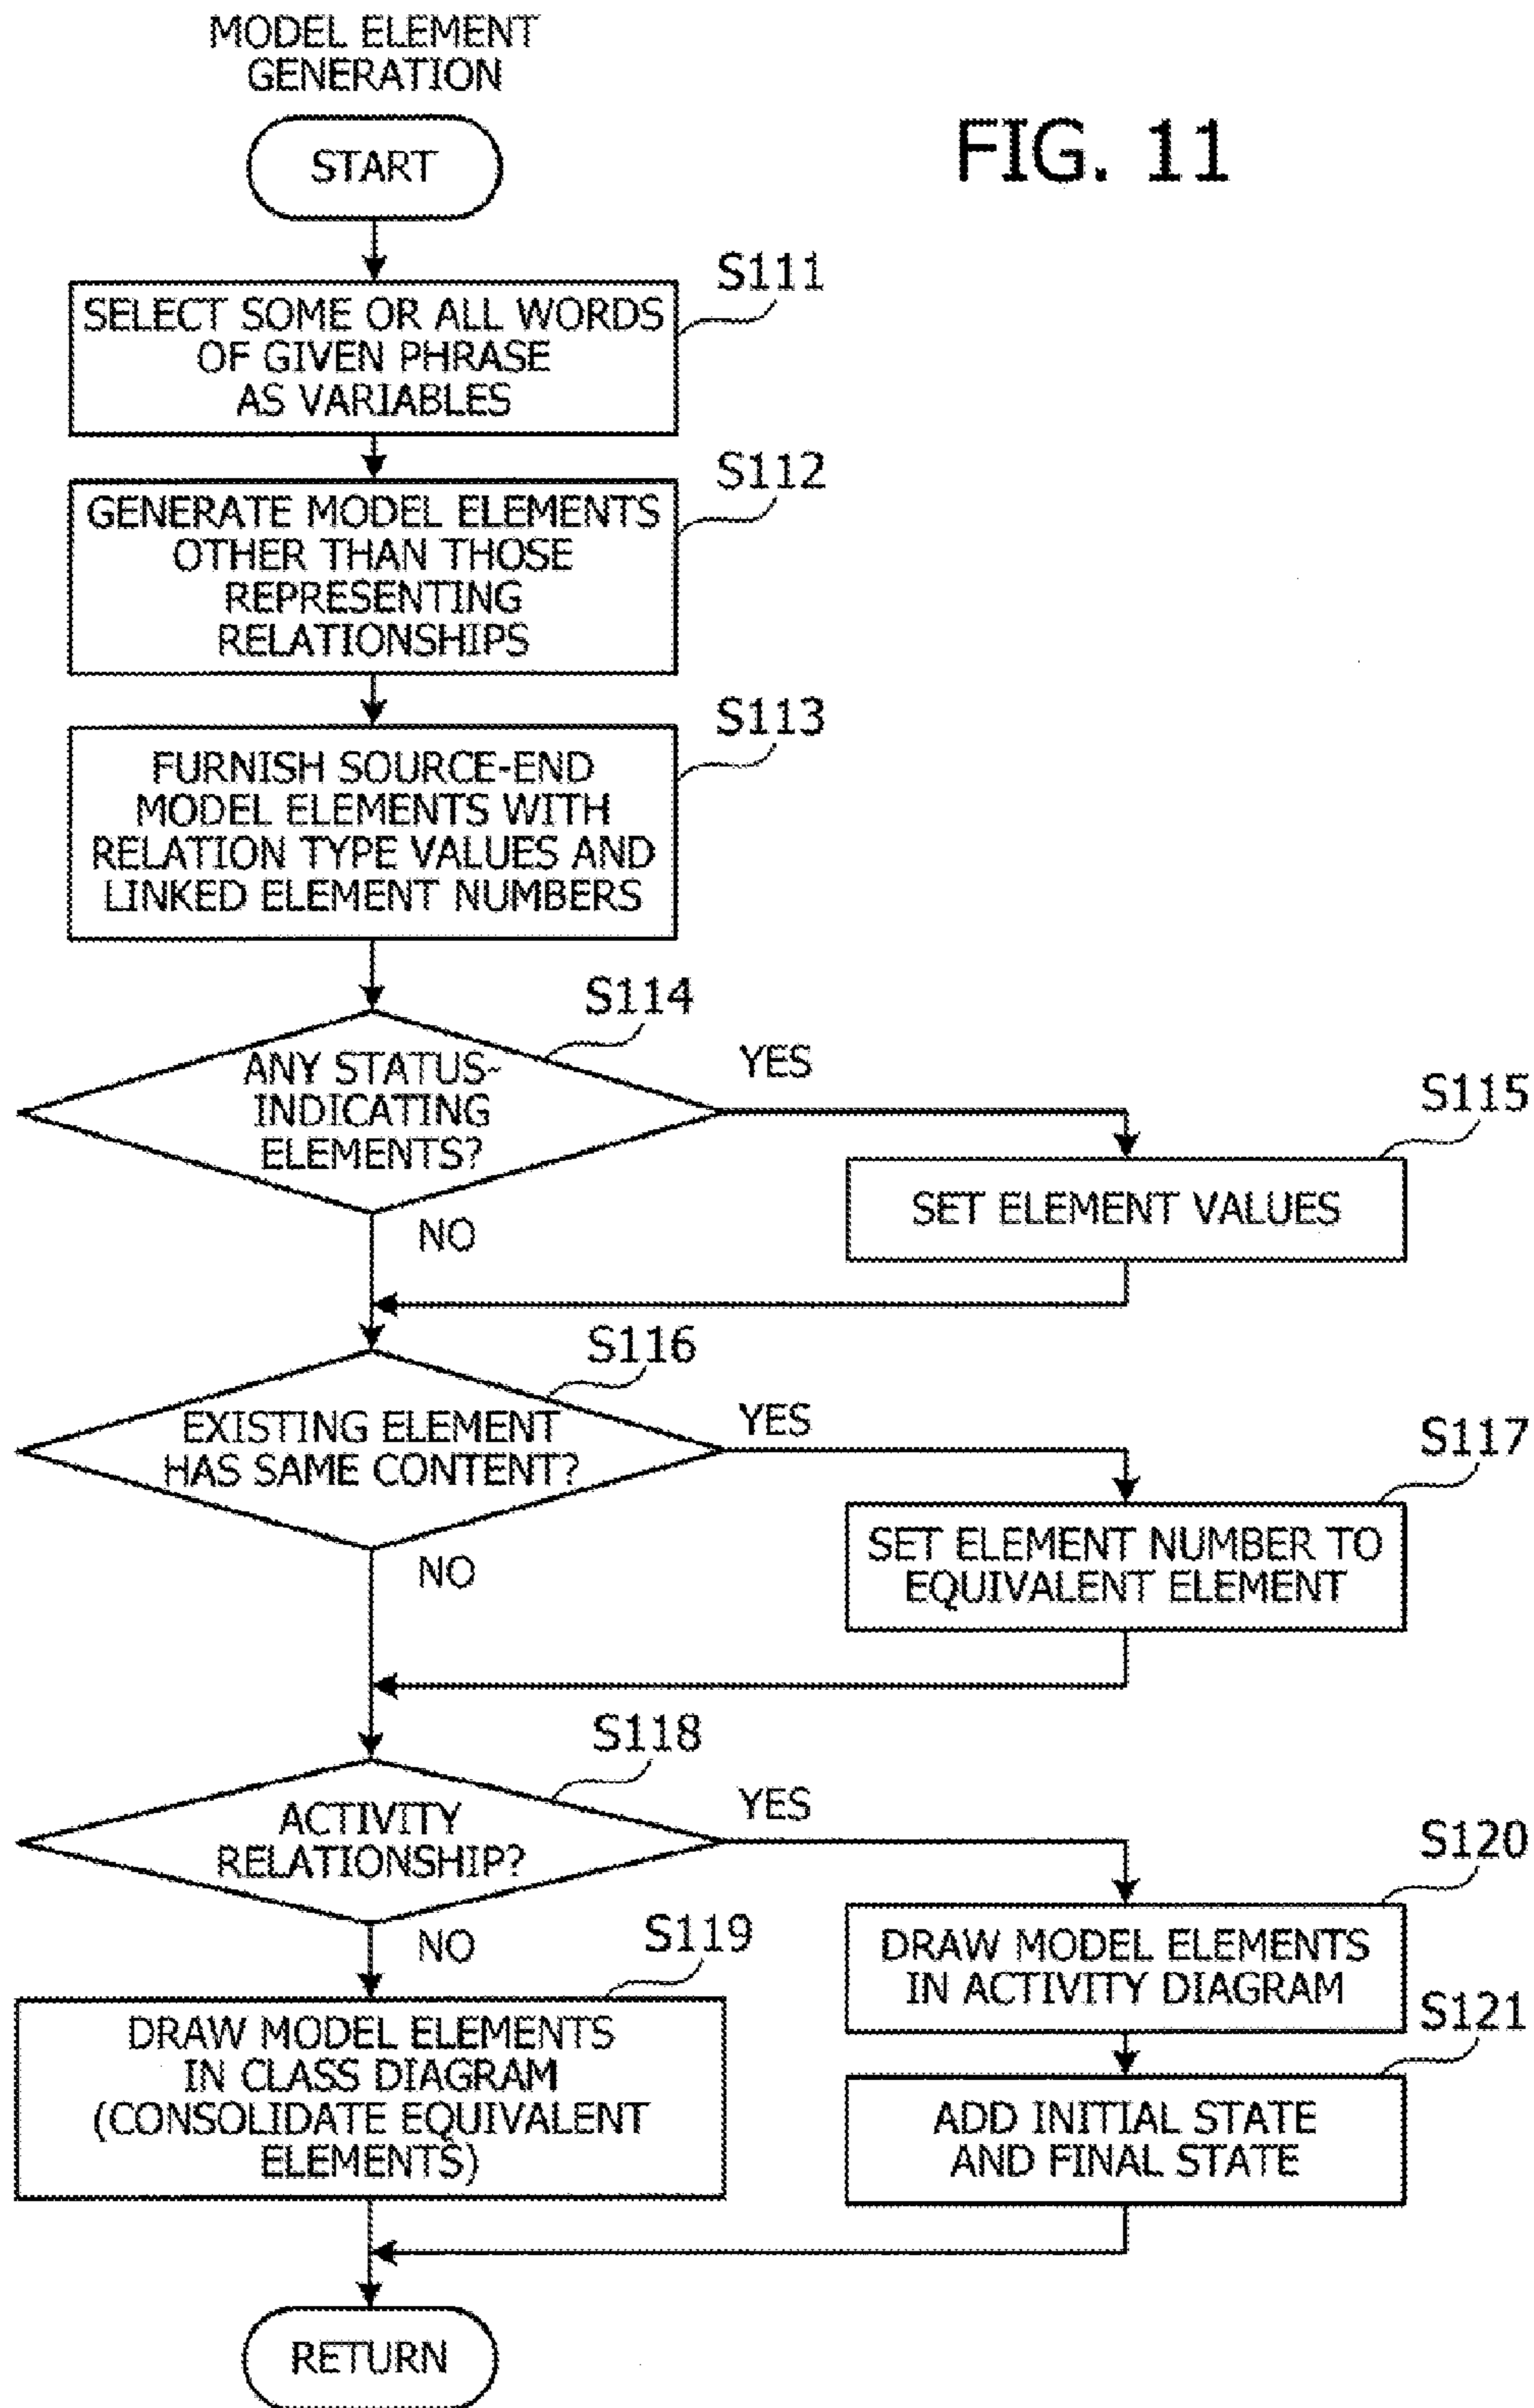 MODEL ELEMENT
GENERATION
FIG. 11
START
S111
SELECT SOME OR ALL WORDS
OF GIVEN PHRASE
AS VARIABLES
S112
GENERATE MODEL ELEMENTS
OTHER THAN THOSE
REPRESENTING
RELATIONSHIPS
S113
FURNISH SOURCE-END
MODEL ELEMENTS WITH
RELATION TYPE VALUES AND
LINKED ELEMENT NUMBERS
S114
ANY STATUS-
INDICATING
ELEMENTS?
YES
NO
S115
SET ELEMENT VALUES
S116
EXISTING ELEMENT
HAS SAME CONTENT?
YES
NO
S117
SET ELEMENT NUMBER TO
EQUIVALENT ELEMENT
S118
ACTIVITY
RELATIONSHIP?
YES
NO
S119
DRAW MODEL ELEMENTS
IN CLASS DIAGRAM
(CONSOLIDATE EQUIVALENT
ELEMENTS)
S120
DRAW MODEL ELEMENTS
IN ACTIVITY DIAGRAM
S121
ADD INITIAL STATE
AND FINAL STATE
RETURN